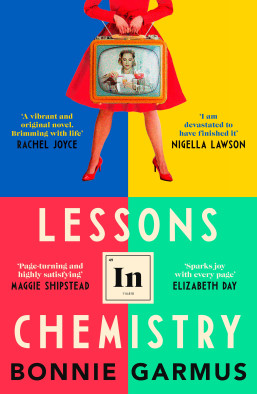 'A vibrant and
original novel.
Brimming with life'
RACHEL JOYCE
'I am
devastated to
have finished it'
NIGELLA LAWSON
LESSONS
'Page-turning and
highly satisfying'
MAGGIE SHIPSTEAD
49
In
'Sparks joy
with every page'
ELIZABETH DAY
CHEMISTRY
BONNIE GARMUS